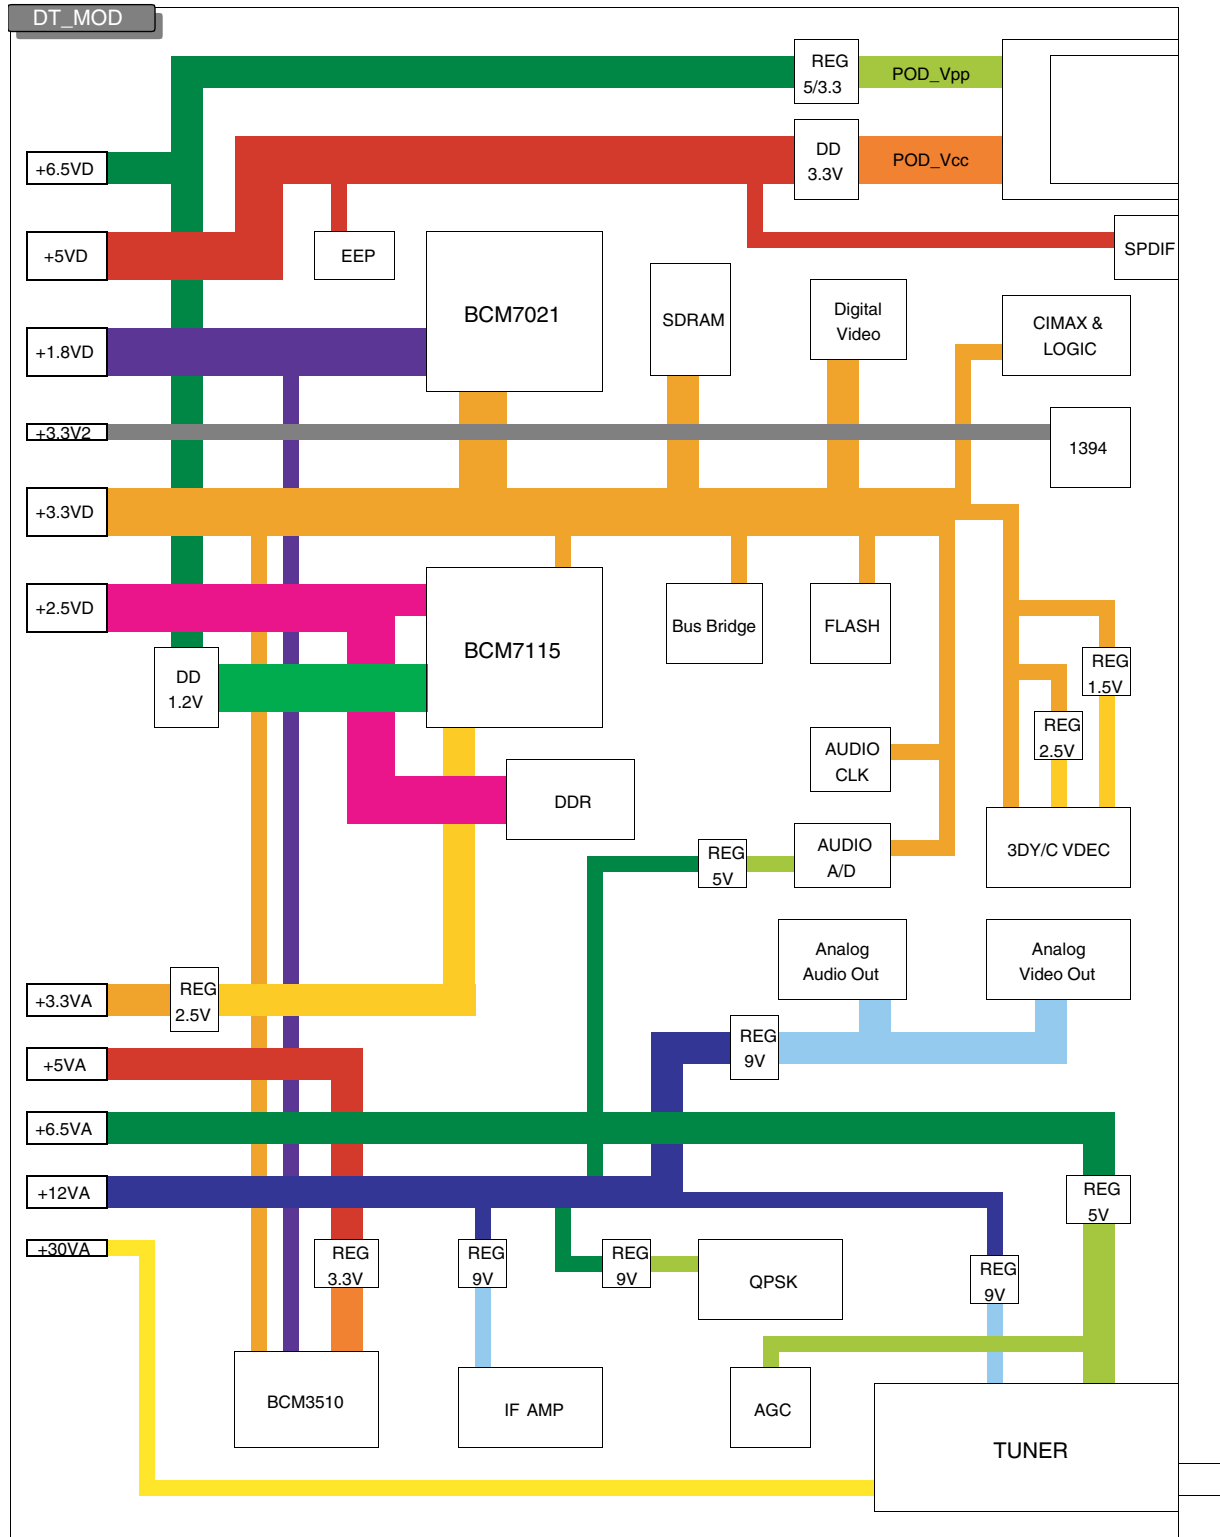 DT_MOD
REG
5/3.3
POD_Vpp
DD
3.3V
POD_Vcc
+6.5VD
+5VD
EEP
SPDIF
BCM7021
SDRAM
Digital
Video
CIMAX &
LOGIC
+1.8VD
+3.3V2
1394
+3.3VD
+2.5VD
BCM7115
Bus Bridge
FLASH
DD
1.2V
REG
1.5V
REG
2.5V
AUDIO
CLK
DDR
AUDIO
A/D
REG
5V
3DY/C VDEC
Analog
Audio Out
Analog
Video Out
+3.3VA
REG
2.5V
REG
9V
+5VA
+6.5VA
+12VA
REG
5V
+30VA
REG
3.3V
REG
9V
REG
9V
QPSK
REG
9V
BCM3510
IF AMP
AGC
TUNER